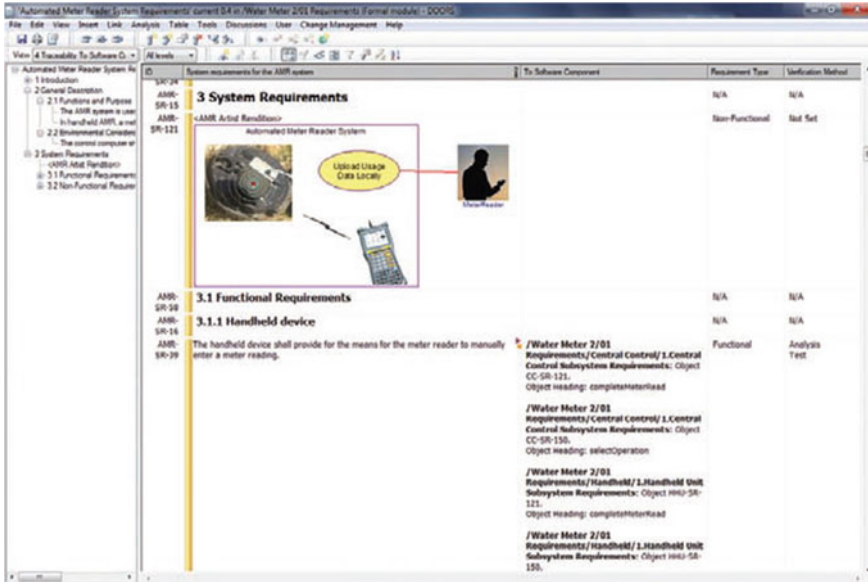 'Automated Meter Reader System Requirements' current 0.4 in /Water Meter 2/01 Requirements (Formal module) - DOORS
File Edit View Insert Link Analysis Table Tools Discussions User Change Management Help
View 4 Traceability To Software C. All levels
Automated Meter Reader System Re
1 Introduction
2 General Description
2.1 Functions and Purpose
The AMR system is used
In handheld AMR, a met
2.2 Environmental Considera
The control computer sh
3 System Requirements
<AMR Artist Rendition>
3.1 Functional Requirements
3.2 Non-Functional Require
ID System requirements for the AMR system To Software Component Requirement Type Verification Method
SR-34
AMR-SR-15 3 System Requirements N/A N/A
AMR-SR-121 <AMR Artist Rendition> Non-Functional Not Set
Automated Meter Reader System
Upload Usage
Data Locally
MeterReader
AMR-
3.1 Functional Requirements N/A N/A
AMR-SR-16 3.1.1 Handheld device N/A N/A
AMR-SR-39 The handheld device shall provide for the means for the meter reader to manually
enter a meter reading.
/Water Meter 2/01
Requirements/Central Control/1.Central
Control Subsystem Requirements: Object
CC-SR-121.
Object Heading: completeMeterRead
/Water Meter 2/01
Requirements/Central Control/1.Central
Control Subsystem Requirements: Object
CC-SR-150.
Object Heading: selectOperation
/Water Meter 2/01
Requirements/Handheld/1.Handheld Unit
Subsystem Requirements: Object HHU-SR-
121.
Object Heading: completeMeterRead
/Water Meter 2/01
Requirements/Handheld/1.Handheld Unit
Subsystem Requirements: Object HHU-SR-
150.
Functional
Analysis
Test